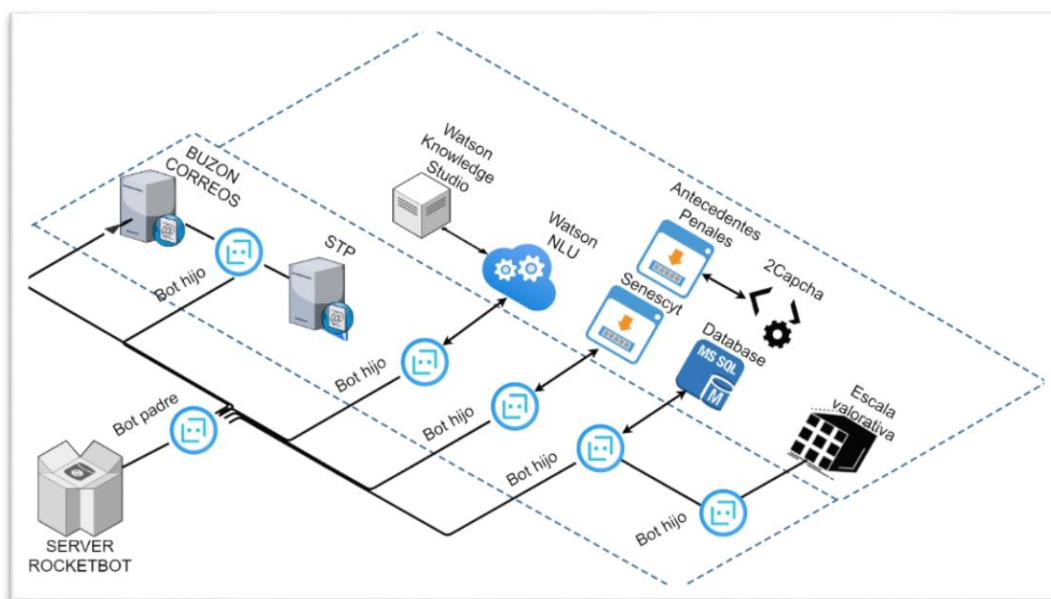 BUZON
CORREOS
Bot hijo
STP
Watson
Knowledge
Studio
Watson
NLU
Bot hijo
Antecedentes
Penales
2Capcha
Senescyt
Bot hijo
Database
MS SQL
M
Bot hijo
Escala
valorativa
Bot hijo
Bot padre
SERVER
ROCKETBOT